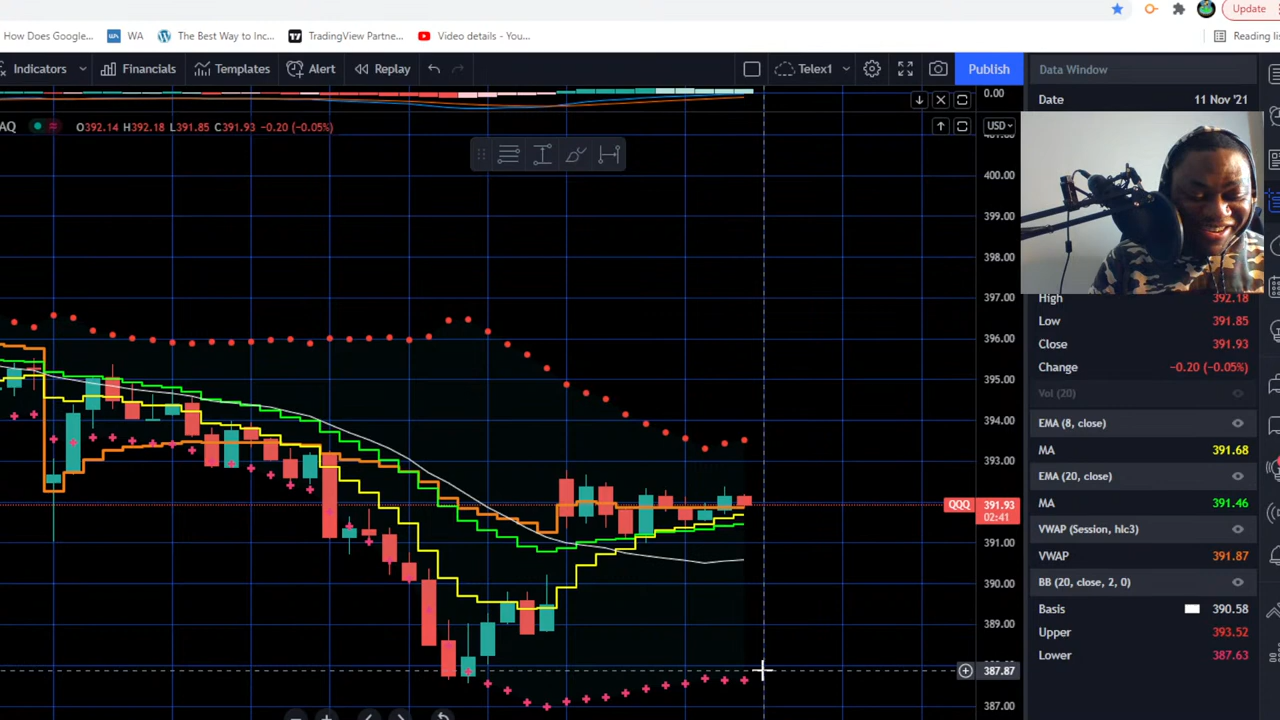 Update
How Does Google... WA The Best Way to Inc... TradingView Partne... Video details - You... Reading lis
Indicators Financials Templates Alert Replay Telex1 Publish Data Window
0.00
Date 11 Nov '21
AQ O392.14 H392.18 L391.85 C391.93 −0.20 (−0.05%) USD
400.00
399.00
398.00
397.00
396.00
395.00
394.00
393.00
QQQ 391.93
02:41
391.00
390.00
389.00
387.87
387.00
High 392.18
Low 391.85
Close 391.93
Change −0.20 (−0.05%)
Vol (20)
EMA (8, close)
MA 391.68
EMA (20, close)
MA 391.46
VWAP (Session, hlc3)
VWAP 391.87
BB (20, close, 2, 0)
Basis 390.58
Upper 393.52
Lower 387.63